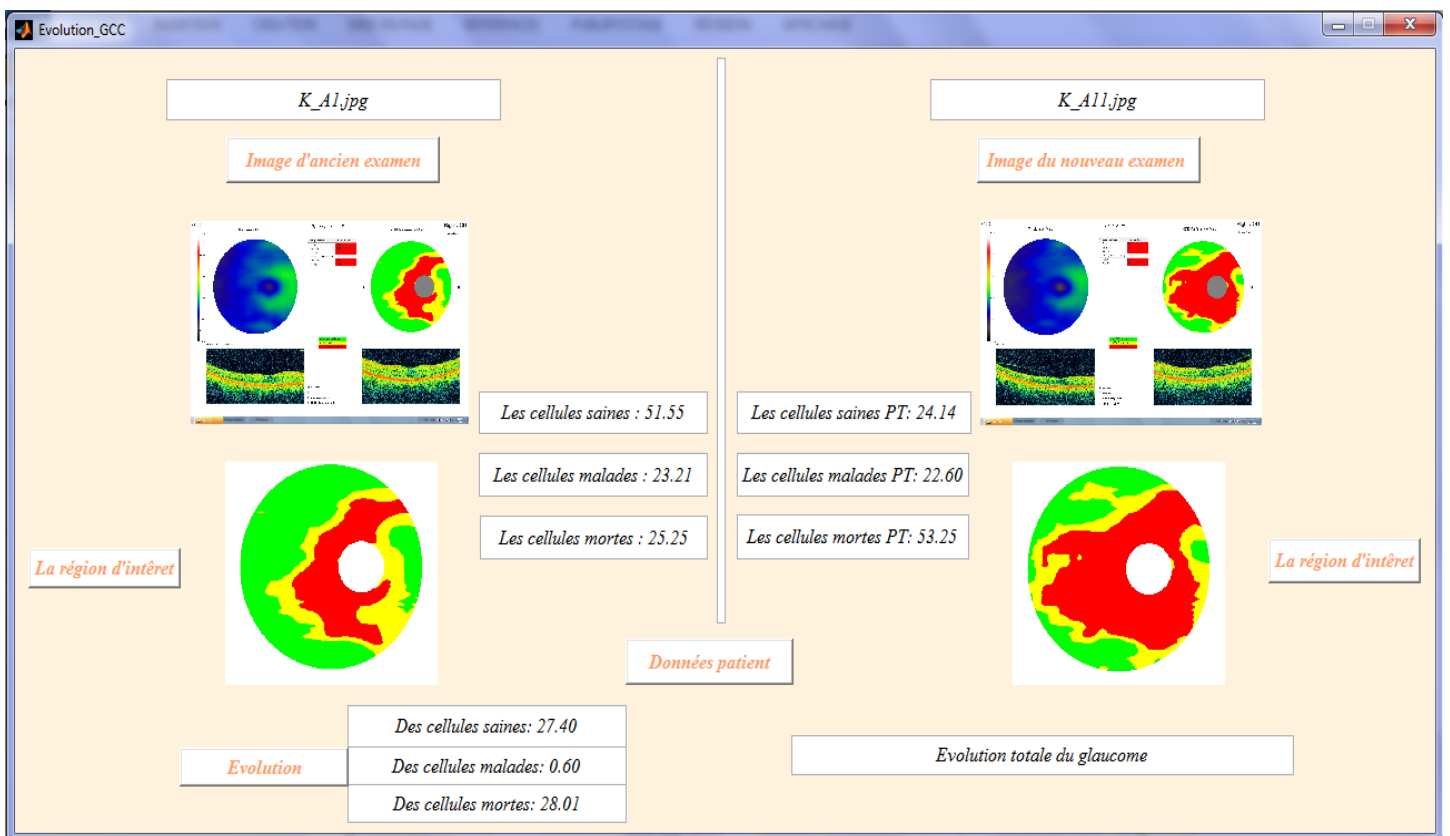 Evolution_GCC
K_A1.jpg
Image d'ancien examen
Les cellules saines : 51.55
Les cellules malades : 23.21
Les cellules mortes : 25.25
La région d'intêret
K_A11.jpg
Image du nouveau examen
Les cellules saines PT: 24.14
Les cellules malades PT: 22.60
Les cellules mortes PT: 53.25
La région d'intêret
Données patient
Evolution
Des cellules saines: 27.40
Des cellules malades: 0.60
Des cellules mortes: 28.01
Evolution totale du glaucome